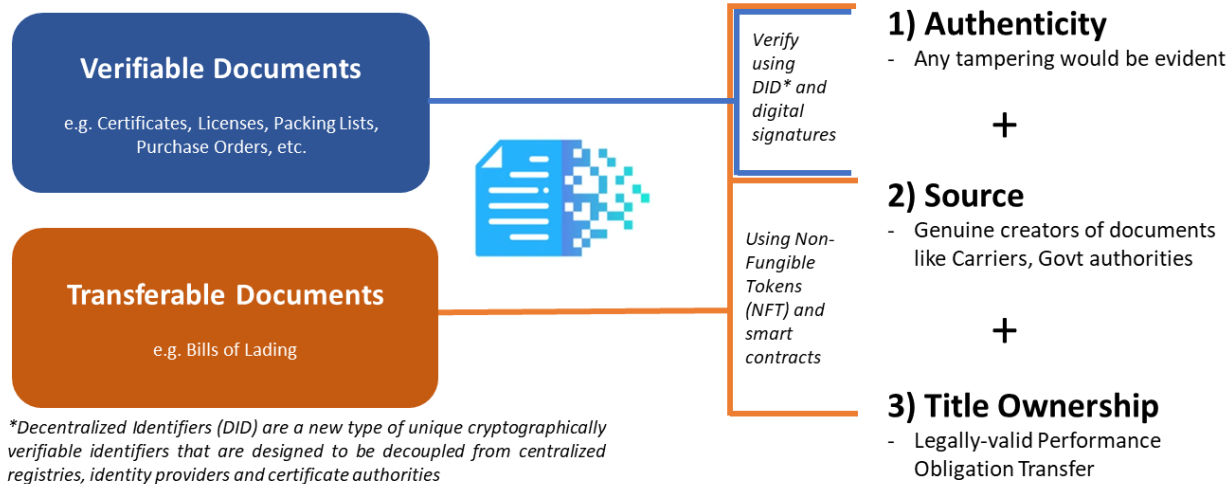 Verifiable Documents
e.g. Certificates, Licenses, Packing Lists,
Purchase Orders, etc.
Transferable Documents
e.g. Bills of Lading
*Decentralized Identifiers (DID) are a new type of unique cryptographically
verifiable identifiers that are designed to be decoupled from centralized
registries, identity providers and certificate authorities
Verify
using
DID* and
digital
signatures
Using Non-
Fungible
Tokens
(NFT) and
smart
contracts
1) Authenticity
- Any tampering would be evident
+
2) Source
- Genuine creators of documents
like Carriers, Govt authorities
+
3) Title Ownership
- Legally-valid Performance
Obligation Transfer